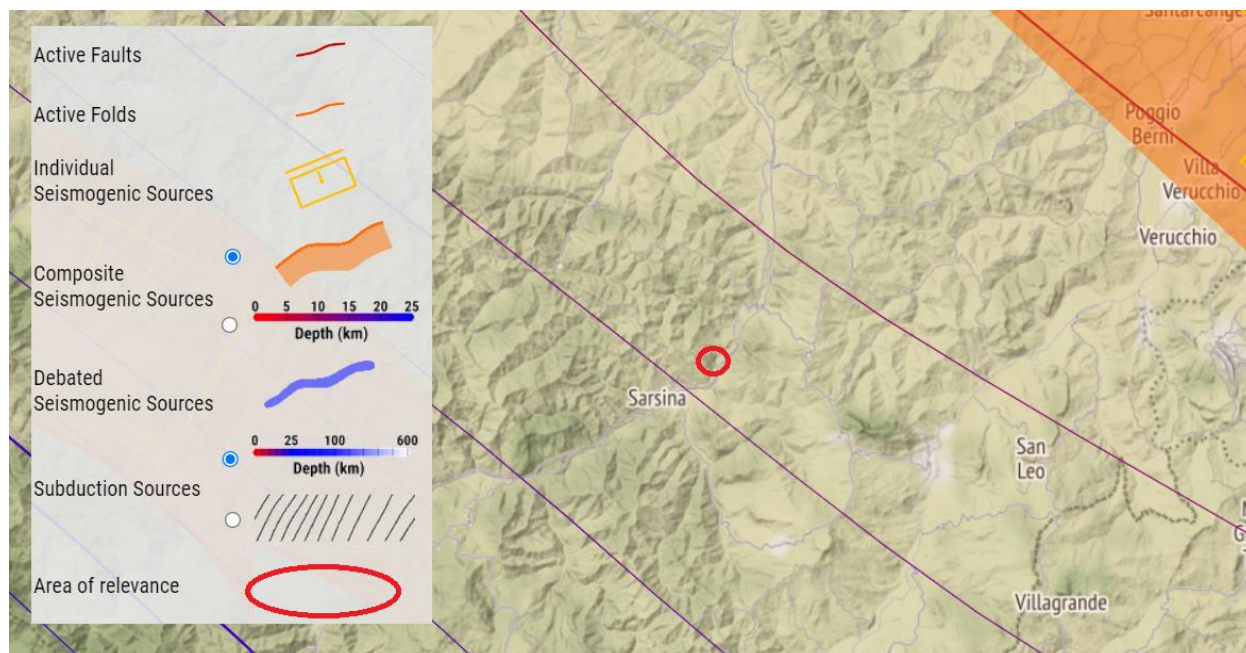 Active Faults
Active Folds
Individual
Seismogenic Sources
Composite
Seismogenic Sources
0 5 10 15 20 25
Depth (km)
Debated
Seismogenic Sources
0 25 100 600
Depth (km)
Subduction Sources
Area of relevance
Santarcange
Poggio
Berni
Villa
Verucchio
Verucchio
Sarsina
San
Leo
Villagrande